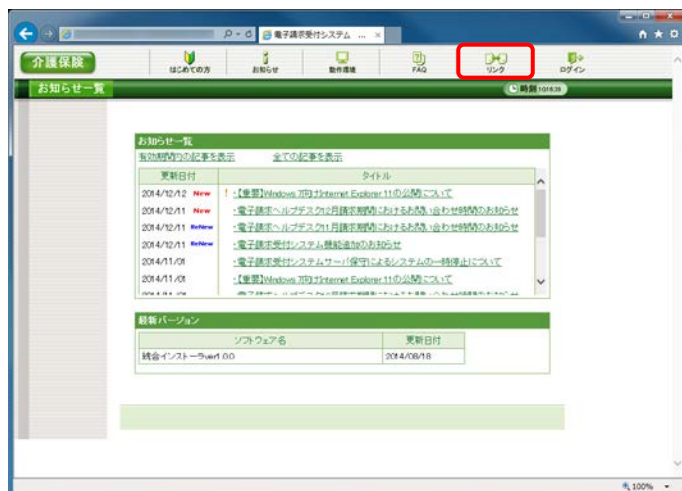 電子請求受付システム ...
介護保険
はじめての方
お知らせ
動作環境
FAQ
リンク
ログイン
お知らせ一覧
時刻
お知らせ一覧
有効期間内の記事を表示 全ての記事を表示
更新日付 タイトル
2014/12/12 New ! ・【重要】Windows 7向けInternet Explorer 11の公開について
2014/12/11 New ・電子請求ヘルプデスク12月請求期間におけるお問い合わせ時間のお知らせ
2014/12/11 ReNew ・電子請求ヘルプデスク11月請求期間におけるお問い合わせ時間のお知らせ
2014/12/11 ReNew ・電子請求受付システム機能追加のお知らせ
2014/11/01 ・電子請求受付システムサーバ保守によるシステムの一時停止について
2014/11/01 ・【重要】Windows 7向けInternet Explorer 11の公開について
最新バージョン
ソフトウェア名 更新日付
統合インストーラver1.0.0 2014/08/18
100%